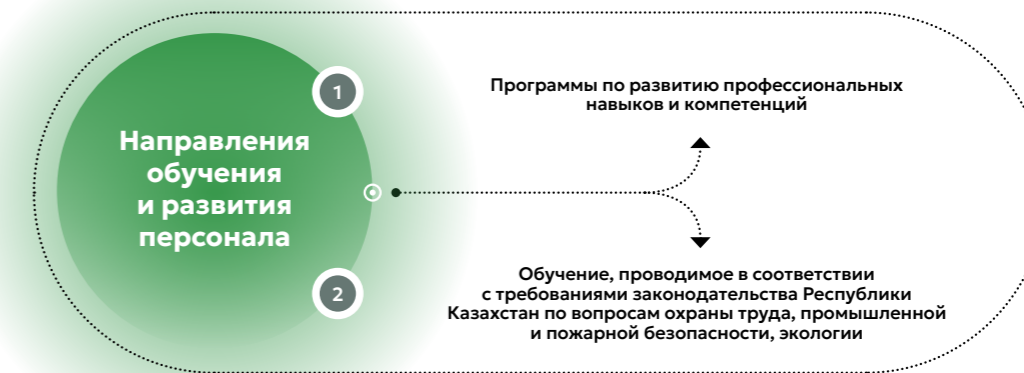 Направления
обучения
и развития
персонала
1
Программы по развитию профессиональных
навыков и компетенций
2
Обучение, проводимое в соответствии
с требованиями законодательства Республики
Казахстан по вопросам охраны труда, промышленной
и пожарной безопасности, экологии